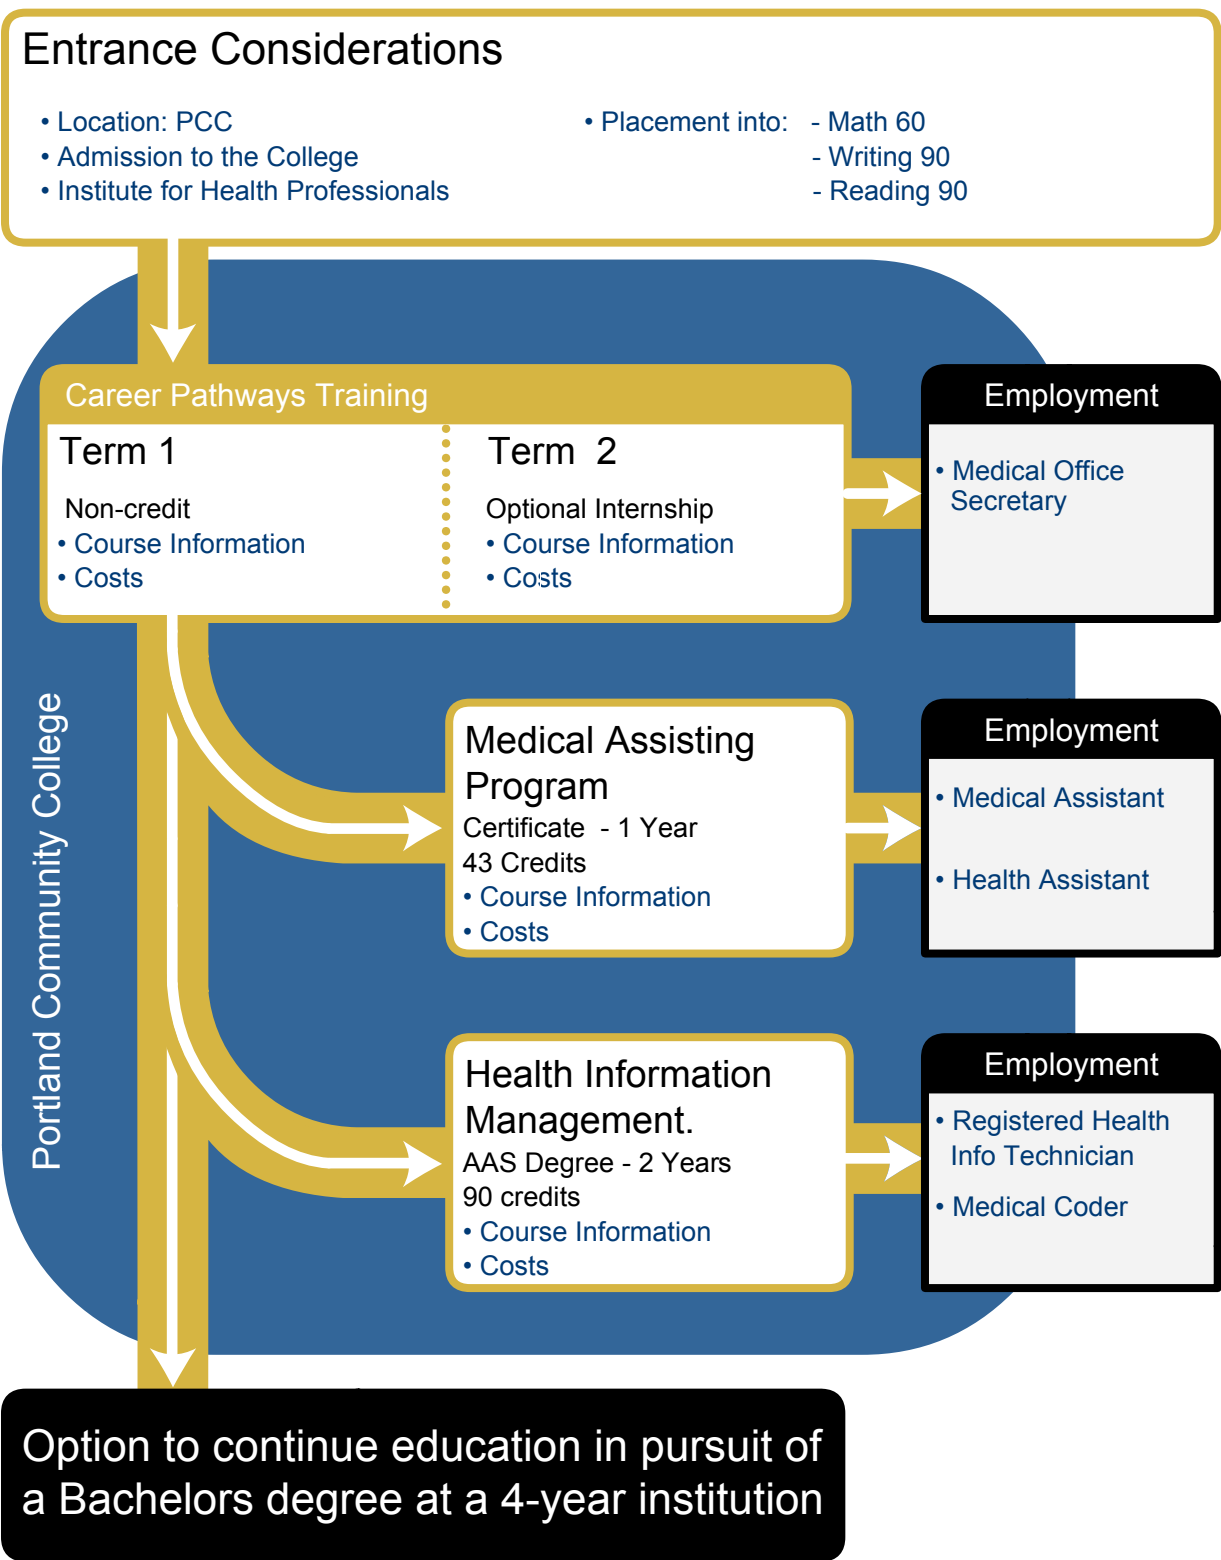 Entrance Considerations
• Location: PCC
• Admission to the College
• Institute for Health Professionals
• Placement into: - Math 60
- Writing 90
- Reading 90
Career Pathways Training
Term 1
Non-credit
• Course Information
• Costs
Term 2
Optional Internship
• Course Information
• Costs
Employment
• Medical Office
Secretary
Portland Community College
Medical Assisting
Program
Certificate - 1 Year
43 Credits
• Course Information
• Costs
Employment
• Medical Assistant
• Health Assistant
Health Information
Management.
AAS Degree - 2 Years
90 credits
• Course Information
• Costs
Employment
• Registered Health
Info Technician
• Medical Coder
Option to continue education in pursuit of
a Bachelors degree at a 4-year institution